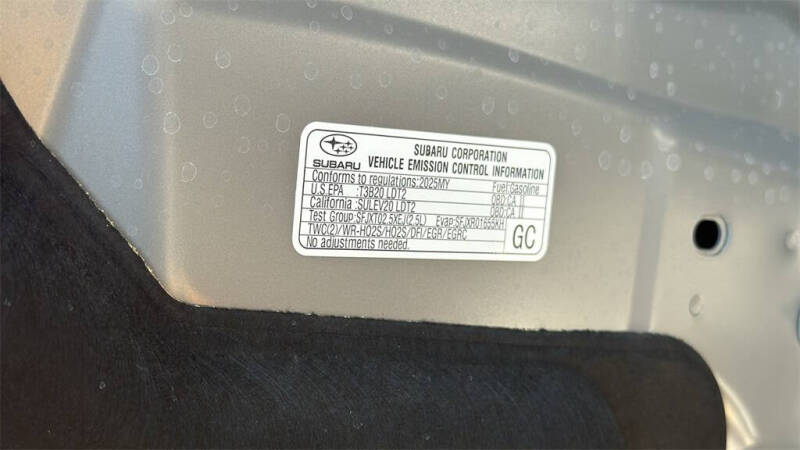 SUBARU CORPORATION
SUBARU VEHICLE EMISSION CONTROL INFORMATION
Conforms to regulations:2025MY Fuel:Gasoline
U.S.EPA :T3B20 LDT2 OBD:CA II
California :SULEV20 LDT2 OBD:CA II
Test Group:SFJXT02.5XEJ(2.5L) Evap:SFJXR0165SKH
TWC(2)/WR-HO2S/HO2S/DFI/EGR/EGRC
No adjustments needed.
GC